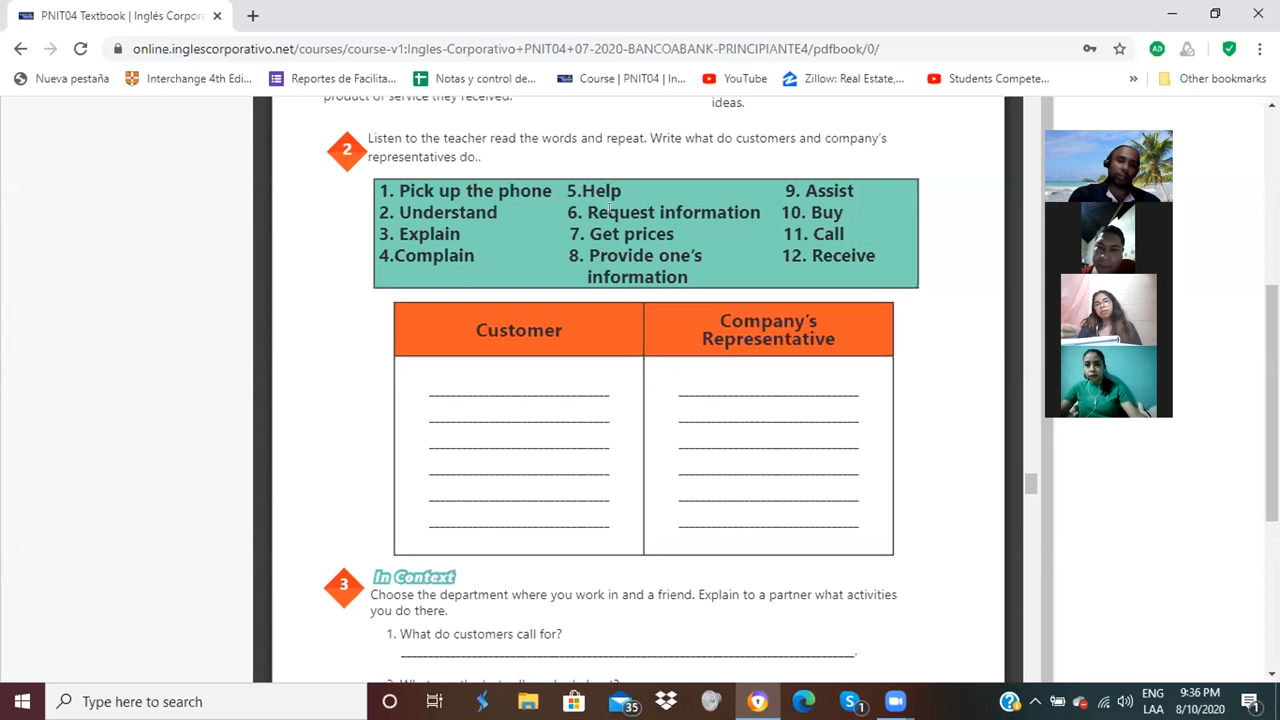 PNIT04 Textbook | Inglés Corpora
online.inglescorporativo.net/courses/course-v1:Ingles-Corporativo+PNIT04+07-2020-BANCOABANK-PRINCIPIANTE4/pdfbook/0/
Nueva pestaña
Interchange 4th Edi...
Reportes de Facilita...
Notas y control de...
Course | PNIT04 | In...
YouTube
Zillow: Real Estate,...
Students Compete...
Other bookmarks
product or service they received.
ideas.
2
Listen to the teacher read the words and repeat. Write what do customers and company's
representatives do..
1. Pick up the phone 5.Help 9. Assist
2. Understand 6. Request information 10. Buy
3. Explain 7. Get prices 11. Call
4.Complain 8. Provide one's 12. Receive
information
Customer
Company's
Representative
3
In Context
Choose the department where you work in and a friend. Explain to a partner what activities
you do there.
1. What do customers call for?
Type here to search
35
1
ENG
LAA
9:36 PM
8/10/2020
1